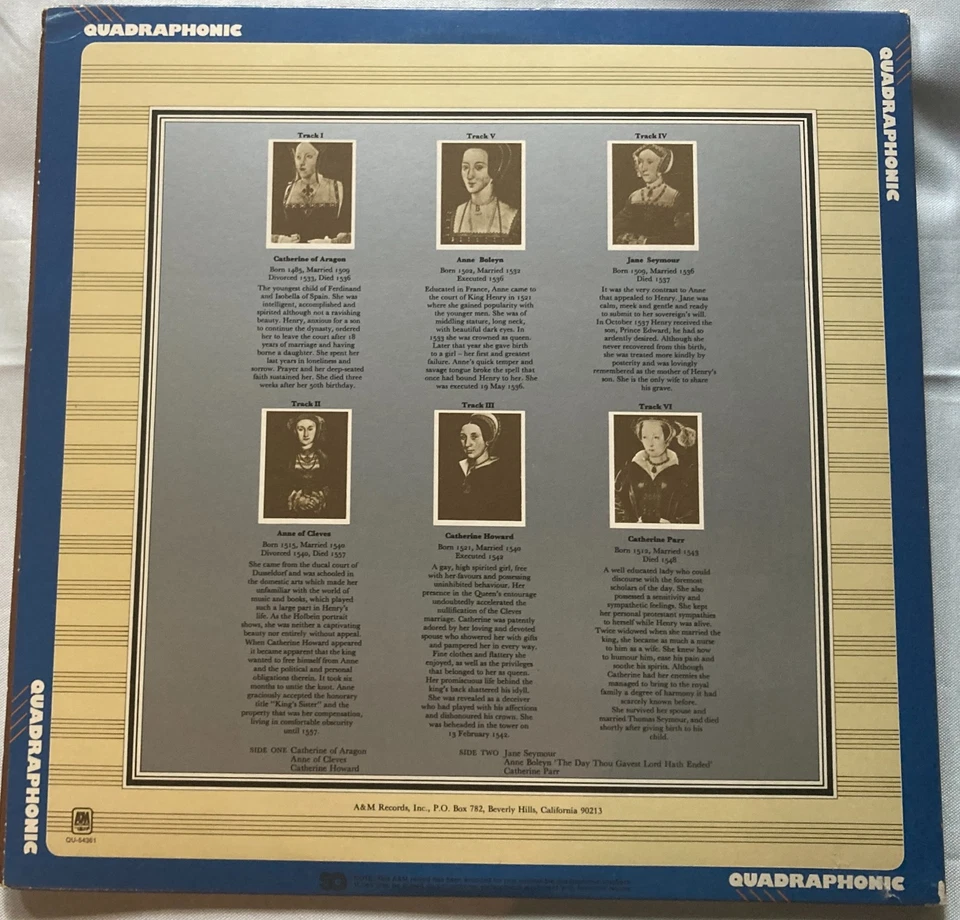 QUADRAPHONIC
QUADRAPHONIC
Track I
Catherine of Aragon
Born 1485, Married 1509
Divorced 1533, Died 1536
The youngest child of Ferdinand
and Isabella of Spain. She was
intelligent, accomplished and
spirited although not a ravishing
beauty. Henry, anxious for a son
to continue the dynasty, ordered
her to leave the court after 18
years of marriage and having
borne a daughter. She spent her
last years in loneliness and
sorrow. Prayer and her deep-seated
faith sustained her. She died three
weeks after her 50th birthday.
Track V
Anne Boleyn
Born 1502, Married 1532
Executed 1536
Educated in France, Anne came to
the court of King Henry in 1521
where she gained popularity with
the younger men. She was of
middling stature, long neck,
with beautiful dark eyes. In
1533 she was crowned as queen.
Later that year she gave birth
to a girl – her first and greatest
failure. Anne's quick temper and
savage tongue broke the spell that
once had bound Henry to her. She
was executed 19 May 1536.
Track IV
Jane Seymour
Born 1509, Married 1536
Died 1537
It was the very contrast to Anne
that appealed to Henry. Jane was
calm, meek and gentle and ready
to submit to her sovereign's will.
In October 1537 Henry received the
son, Prince Edward, he had so
ardently desired. Although she
never recovered from this birth,
she was treated more kindly by
posterity and was lovingly
remembered as the mother of Henry's
son. She is the only wife to share
his grave.
Track II
Anne of Cleves
Born 1515, Married 1540
Divorced 1540, Died 1557
She came from the ducal court of
Dusseldorf and was schooled in
the domestic arts which made her
unfamiliar with the world of
music and books, which played
such a large part in Henry's
life. As the Holbein portrait
shows, she was neither a captivating
beauty nor entirely without appeal.
When Catherine Howard appeared
it became apparent that the king
wanted to free himself from Anne
and the political and personal
obligations therein. It took six
months to untie the knot. Anne
graciously accepted the honorary
title "King's Sister" and the
property that was her compensation,
living in comfortable obscurity
until 1557.
Track III
Catherine Howard
Born 1521, Married 1540
Executed 1542
A gay, high spirited girl, free
with her favours and possessing
uninhibited behaviour. Her
presence in the Queen's entourage
undoubtedly accelerated the
nullification of the Cleves
marriage. Catherine was patently
adored by her loving and devoted
spouse who showered her with gifts
and pampered her in every way.
Fine clothes and flattery she
enjoyed, as well as the privileges
that belonged to her as queen.
Her promiscuous life behind the
king's back shattered his idyll.
She was revealed as a deceiver
who had played with his affections
and dishonoured his crown. She
was beheaded in the tower on
13 February 1542.
Track VI
Catherine Parr
Born 1512, Married 1543
Died 1548
A well educated lady who could
discourse with the foremost
scholars of the day. She also
possessed a sensitivity and
sympathetic feelings. She kept
her personal protestant sympathies
to herself while Henry was alive.
Twice widowed when she married the
king, she became as much a nurse
to him as a wife. She knew how
to humour him, ease his pain and
soothe his spirits. Although
Catherine had her enemies she
managed to bring to the royal
family a degree of harmony it had
scarcely known before.
She survived her spouse and
married Thomas Seymour, and died
shortly after giving birth to his
child.
SIDE ONE Catherine of Aragon
Anne of Cleves
Catherine Howard
SIDE TWO Jane Seymour
Anne Boleyn 'The Day Thou Gavest Lord Hath Ended'
Catherine Parr
A&M Records, Inc., P.O. Box 782, Beverly Hills, California 90213
A&M
QU-54361
QUADRAPHONIC
QUADRAPHONIC